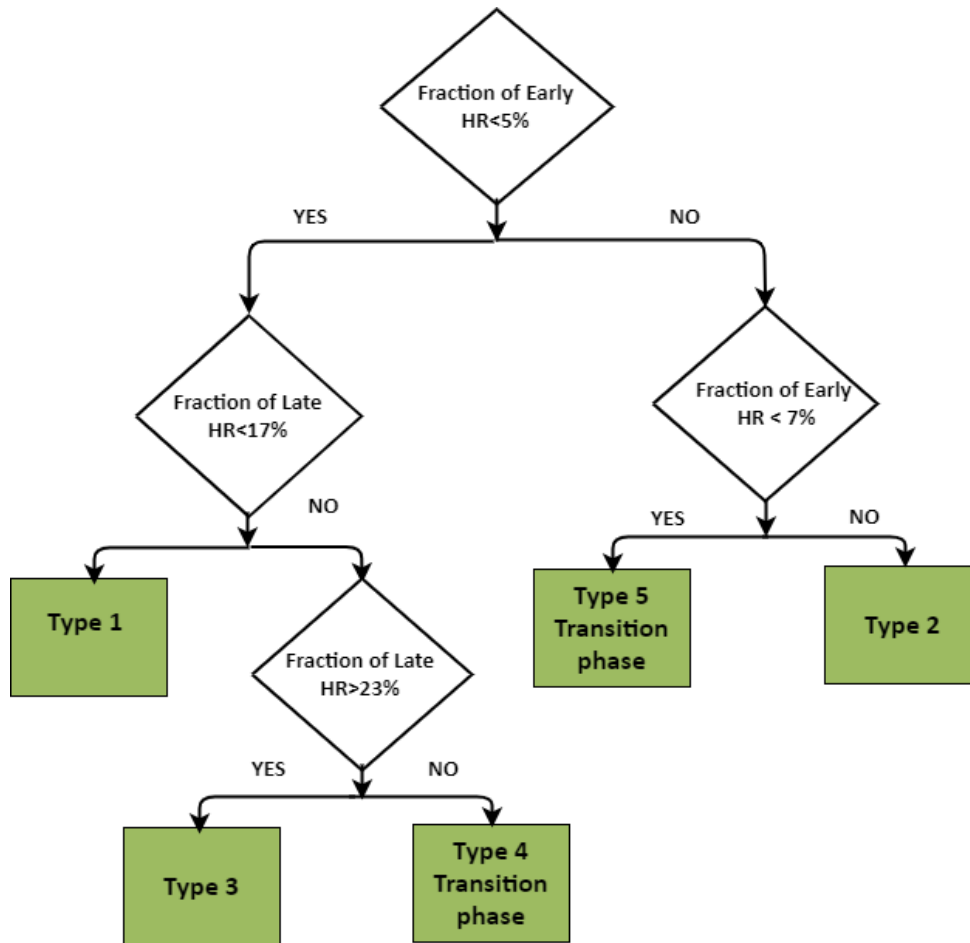 Fraction of Early
HR<5%
YES
NO
Fraction of Late
HR<17%
Fraction of Early
HR < 7%
NO
YES
NO
Type 1
Type 5
Transition
phase
Type 2
Fraction of Late
HR>23%
YES
NO
Type 3
Type 4
Transition
phase